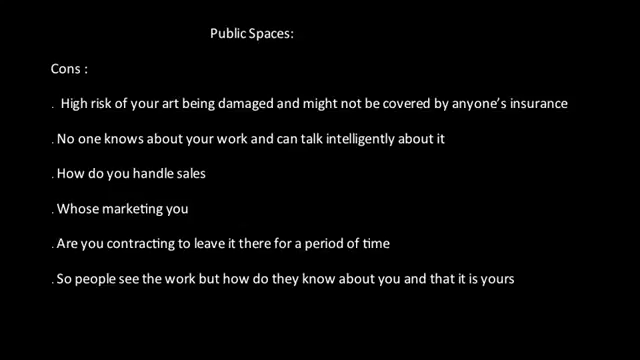 Public Spaces:
Cons :
. High risk of your art being damaged and might not be covered by anyone’s insurance
. No one knows about your work and can talk intelligently about it
. How do you handle sales
. Whose marketing you
. Are you contracting to leave it there for a period of time
. So people see the work but how do they know about you and that it is yours